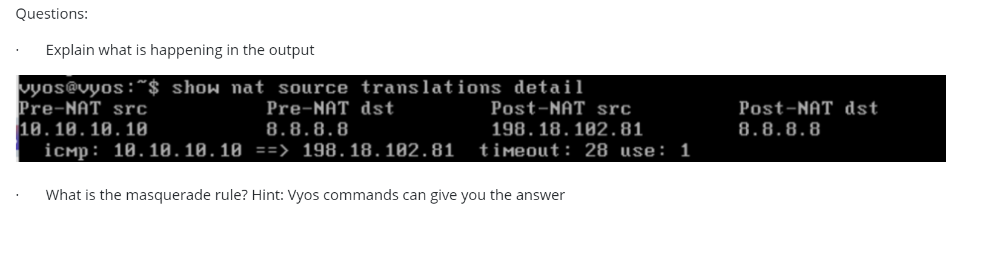 Questions:
· Explain what is happening in the output
vyos@vyos:~$ show nat source translations detail
Pre-NAT src Pre-NAT dst Post-NAT src Post-NAT dst
10.10.10.10 8.8.8.8 198.18.102.81 8.8.8.8
icmp: 10.10.10.10 ==> 198.18.102.81 timeout: 28 use: 1
· What is the masquerade rule? Hint: Vyos commands can give you the answer